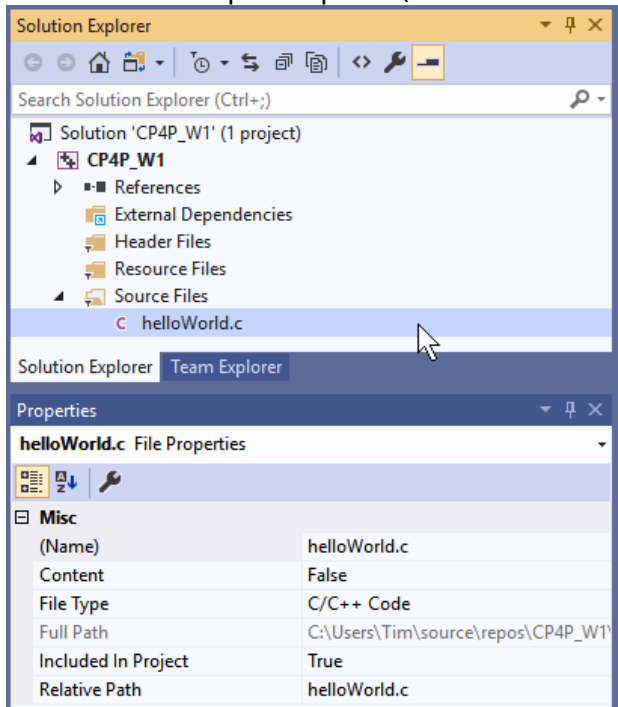 Solution Explorer
Search Solution Explorer (Ctrl+;)
Solution 'CP4P_W1' (1 project)
CP4P_W1
References
External Dependencies
Header Files
Resource Files
Source Files
C helloWorld.c
Solution Explorer Team Explorer
Properties
helloWorld.c File Properties
Misc
(Name) helloWorld.c
Content False
File Type C/C++ Code
Full Path C:\Users\Tim\source\repos\CP4P_W1\
Included In Project True
Relative Path helloWorld.c